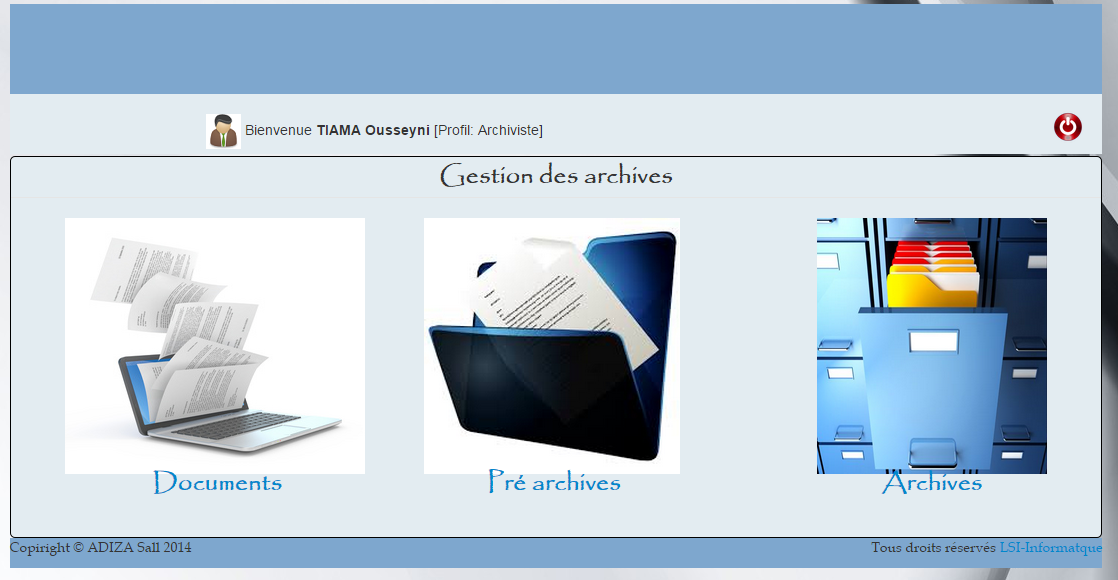 Bienvenue TIAMA Ousseyni [Profil: Archiviste]
Gestion des archives
Documents
Pré archives
Archives
Copiright © ADIZA Sall 2014
Tous droits réservés LSI-Informatque